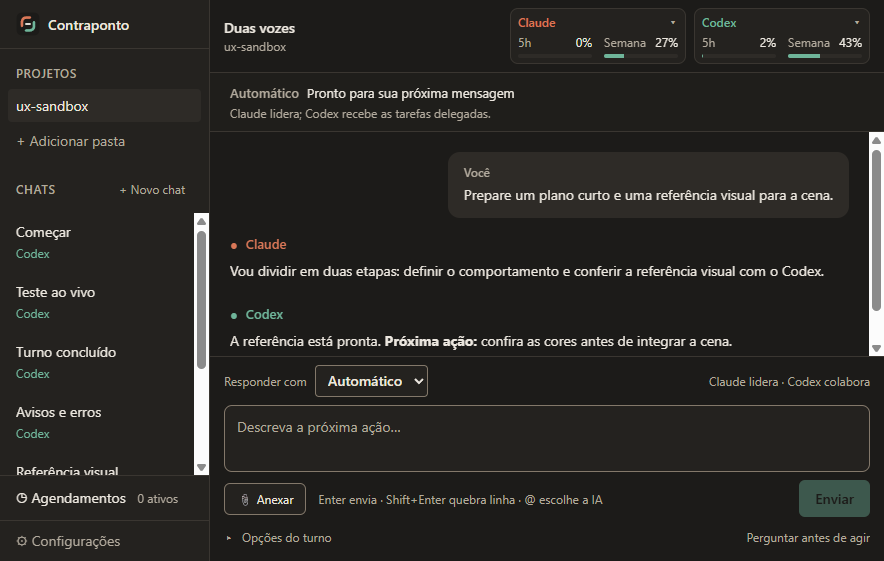 Contraponto
PROJETOS
ux-sandbox
+ Adicionar pasta
CHATS
+ Novo chat
Começar
Codex
Teste ao vivo
Codex
Turno concluído
Codex
Avisos e erros
Codex
Referência visual
Agendamentos 0 ativos
Configurações
Duas vozes
ux-sandbox
Claude
5h 0% Semana 27%
Codex
5h 2% Semana 43%
Automático Pronto para sua próxima mensagem
Claude lidera; Codex recebe as tarefas delegadas.
Você
Prepare um plano curto e uma referência visual para a cena.
Claude
Vou dividir em duas etapas: definir o comportamento e conferir a referência visual com o Codex.
Codex
A referência está pronta. Próxima ação: confira as cores antes de integrar a cena.
Responder com Automático Claude lidera · Codex colabora
Descreva a próxima ação...
Anexar Enter envia · Shift+Enter quebra linha · @ escolhe a IA Enviar
Opções do turno Perguntar antes de agir